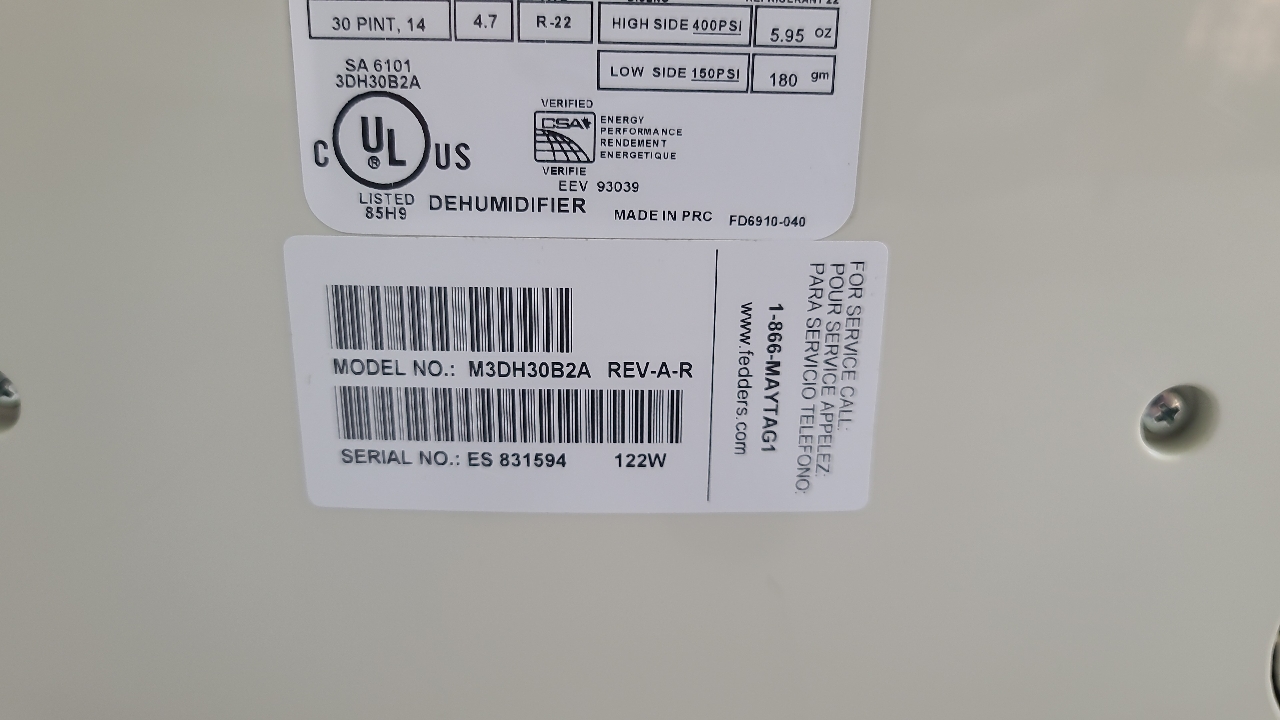 30 PINT, 14
4.7
R-22
HIGH SIDE 400PSI
5.95 oz
LOW SIDE 150PSI
180 gm
SA 6101
3DH30B2A
C UL US
®
LISTED
85H9
VERIFIED
CSA
ENERGY
PERFORMANCE
RENDEMENT
ENERGETIQUE
VERIFIE
EEV 93039
DEHUMIDIFIER
MADE IN PRC
FD6910-040
MODEL NO.: M3DH30B2A REV-A-R
SERIAL NO.: ES 831594 122W
FOR SERVICE CALL:
POUR SERVICE APPELEZ:
PARA SERVICIO TELEFONO:
1-866-MAYTAG1
www.fedders.com